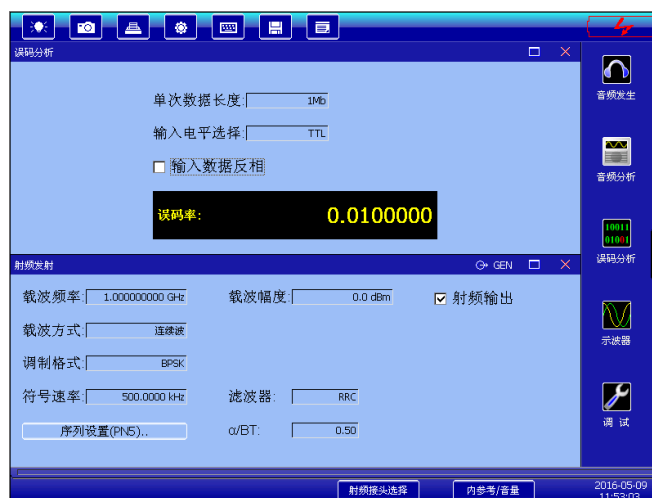 误码分析
单次数据长度: 1Mb
输入电平选择: TTL
输入数据反相
误码率: 0.0100000
射频发射 GEN
载波频率: 1.000000000 GHz 载波幅度: 0.0 dBm 射频输出
载波方式: 连续波
调制格式: BPSK
符号速率: 500.0000 kHz 滤波器: RRC
序列设置(PN5).. α/BT: 0.50
音频发生
音频分析
10011
01001
误码分析
示波器
调 试
射频接头选择 内参考/音量
2016-05-09
11:53:03